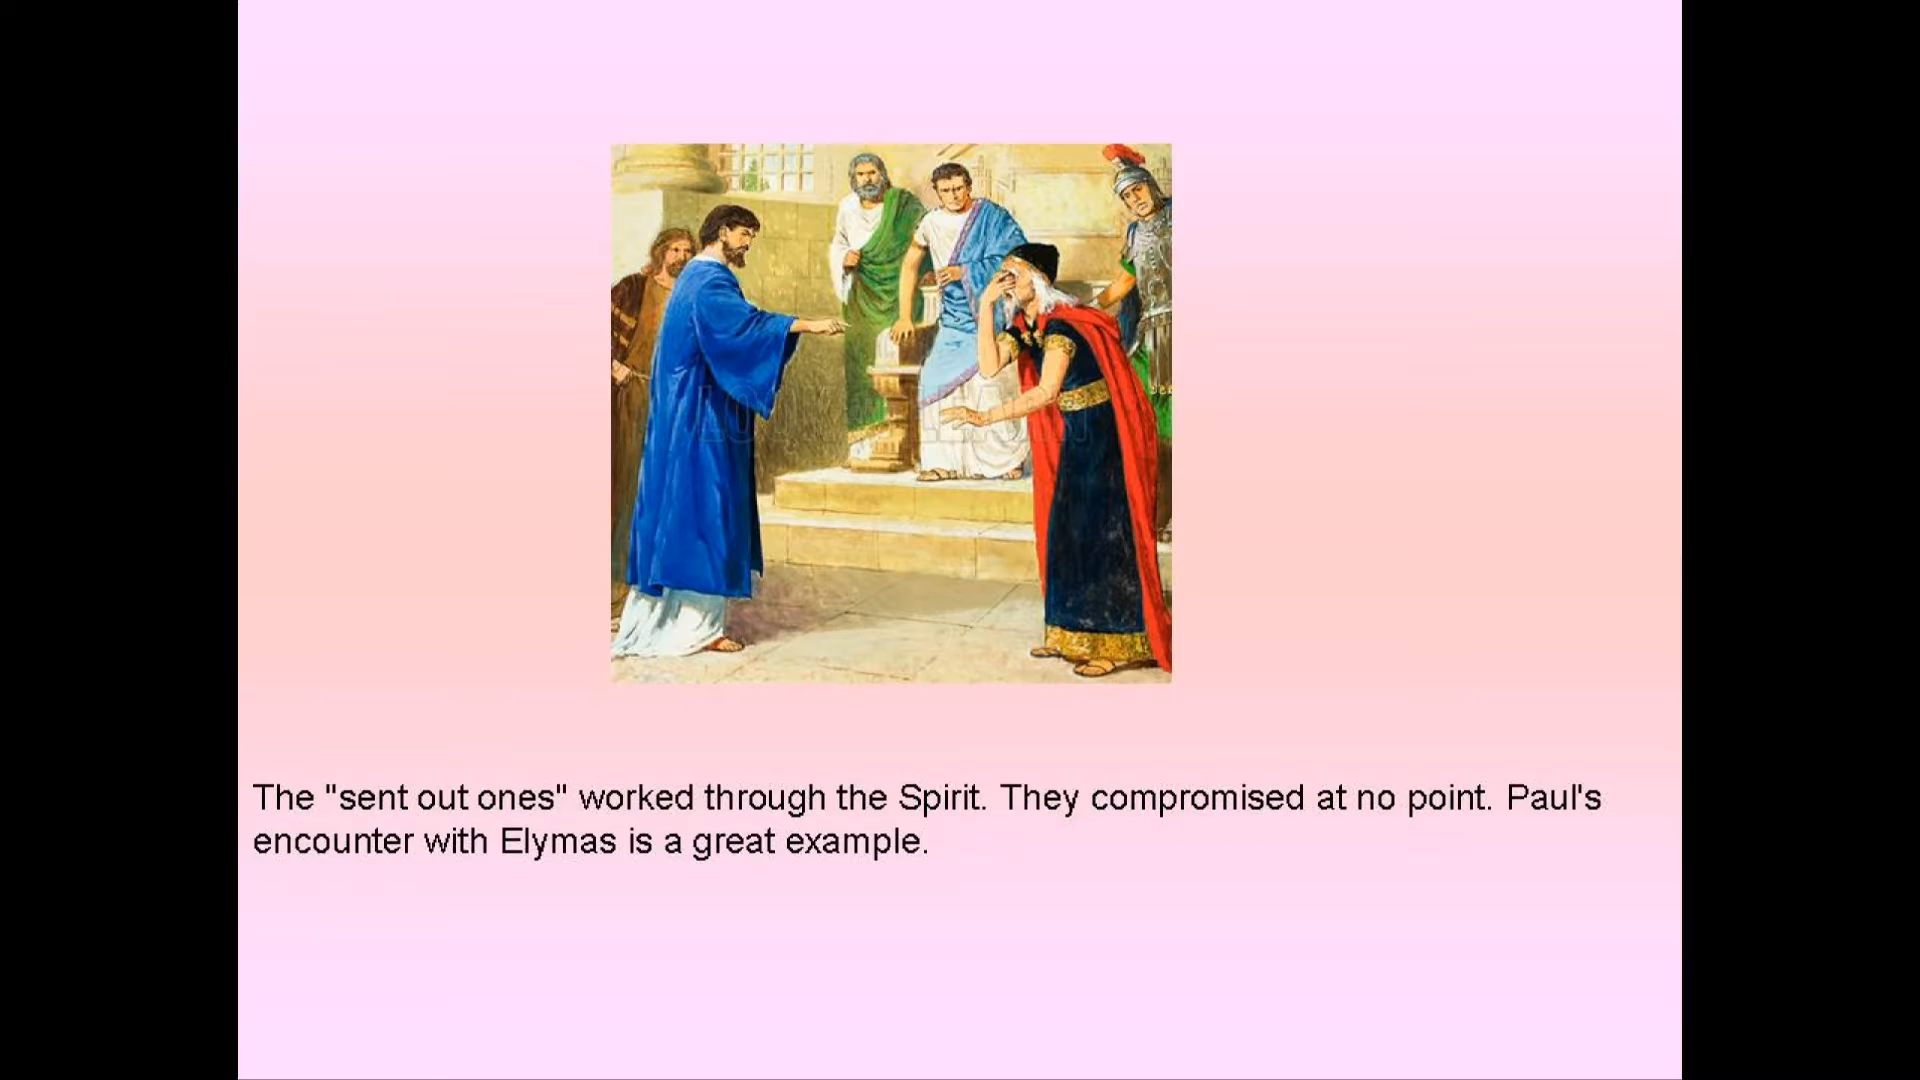 The "sent out ones" worked through the Spirit. They compromised at no point. Paul's
encounter with Elymas is a great example.